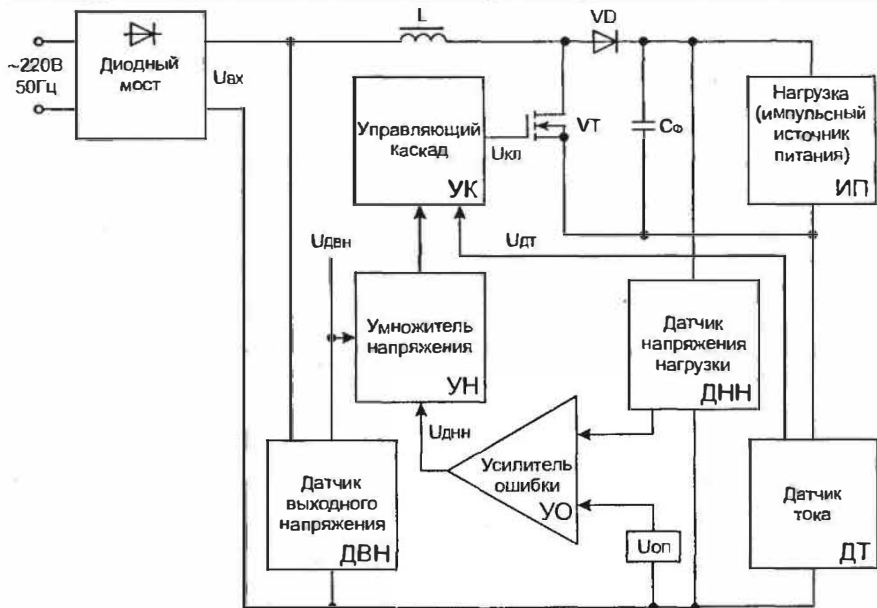 ~220В
50Гц
Диодный
мост
Uвх
L
VD
Управляющий
каскад
УК
Uкл
VT
Cф
Нагрузка
(импульсный
источник
питания)
ИП
Uдвн
Uдт
Умножитель
напряжения
УН
Датчик
напряжения
нагрузки
ДНН
Uднн
Усилитель
ошибки
УО
Датчик
выходного
напряжения
ДВН
Uоп
Датчик
тока
ДТ